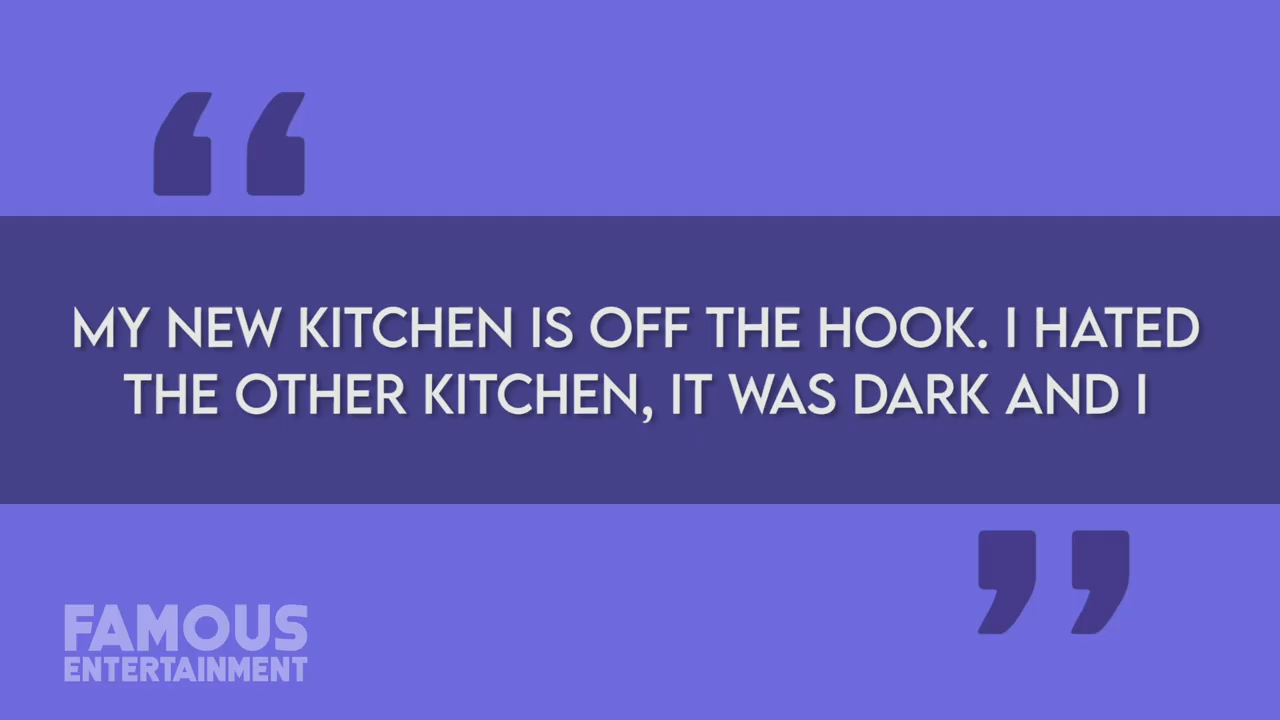 MY NEW KITCHEN IS OFF THE HOOK. I HATED
THE OTHER KITCHEN, IT WAS DARK AND I
FAMOUS
ENTERTAINMENT